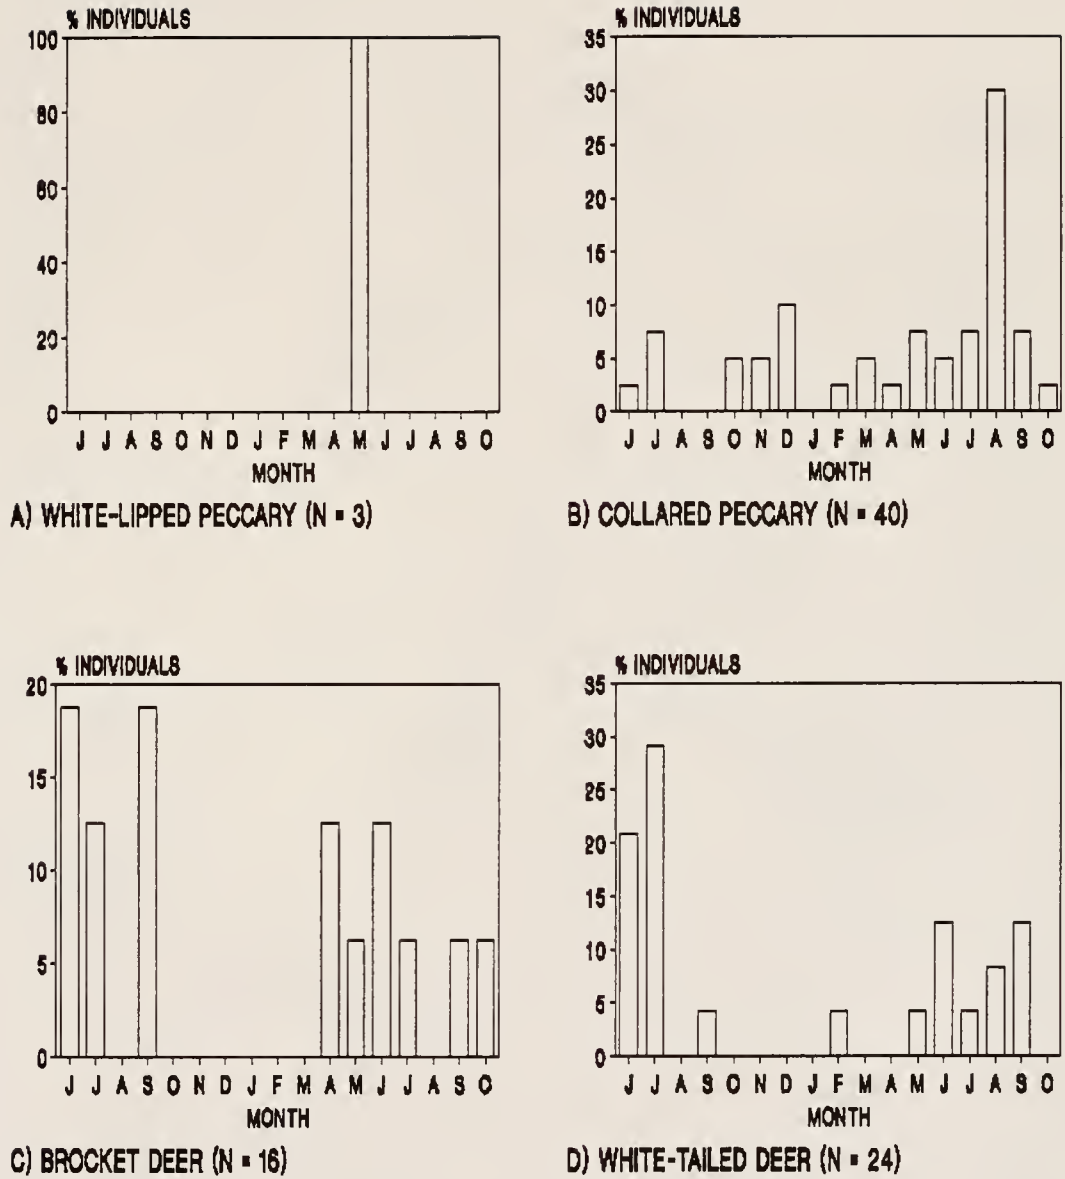 % INDIVIDUALS
100
80
60
40
20
0
J J A S O N D J F M A M J J A S O
MONTH
A) WHITE-LIPPED PECCARY (N = 3)
% INDIVIDUALS
35
30
25
20
15
10
5
0
J J A S O N D J F M A M J J A S O
MONTH
B) COLLARED PECCARY (N = 40)
% INDIVIDUALS
20
15
10
5
0
J J A S O N D J F M A M J J A S O
MONTH
C) BROCKET DEER (N = 16)
% INDIVIDUALS
35
30
25
20
15
10
5
0
J J A S O N D J F M A M J J A S O
MONTH
D) WHITE-TAILED DEER (N = 24)